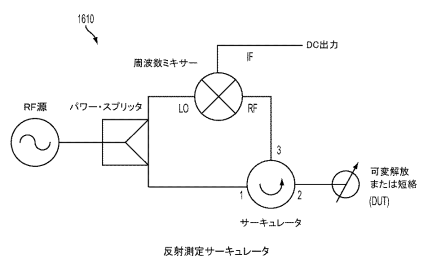 1610
DC出力
IF
周波数ミキサー
RF源
パワー・スプリッタ
LO
RF
3
1
2
可変解放
または短絡
(DUT)
サーキュレータ
反射測定サーキュレータ